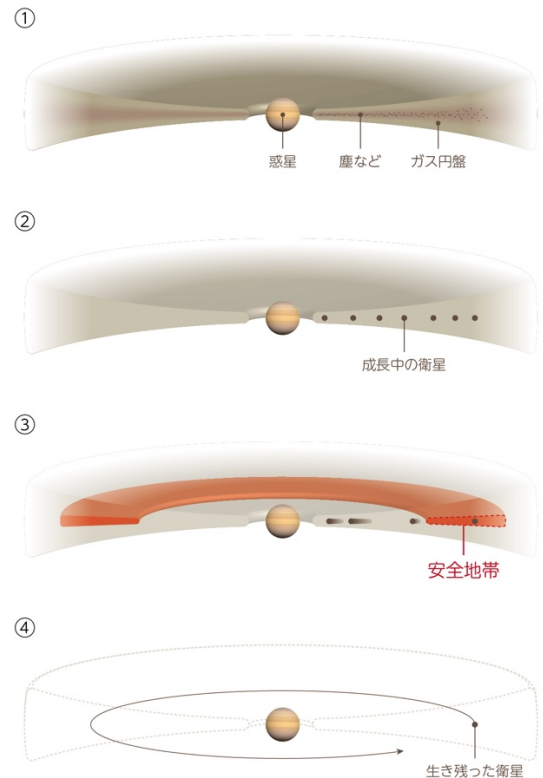 ①
惑星
塵など
ガス円盤
②
成長中の衛星
③
安全地帯
④
生き残った衛星